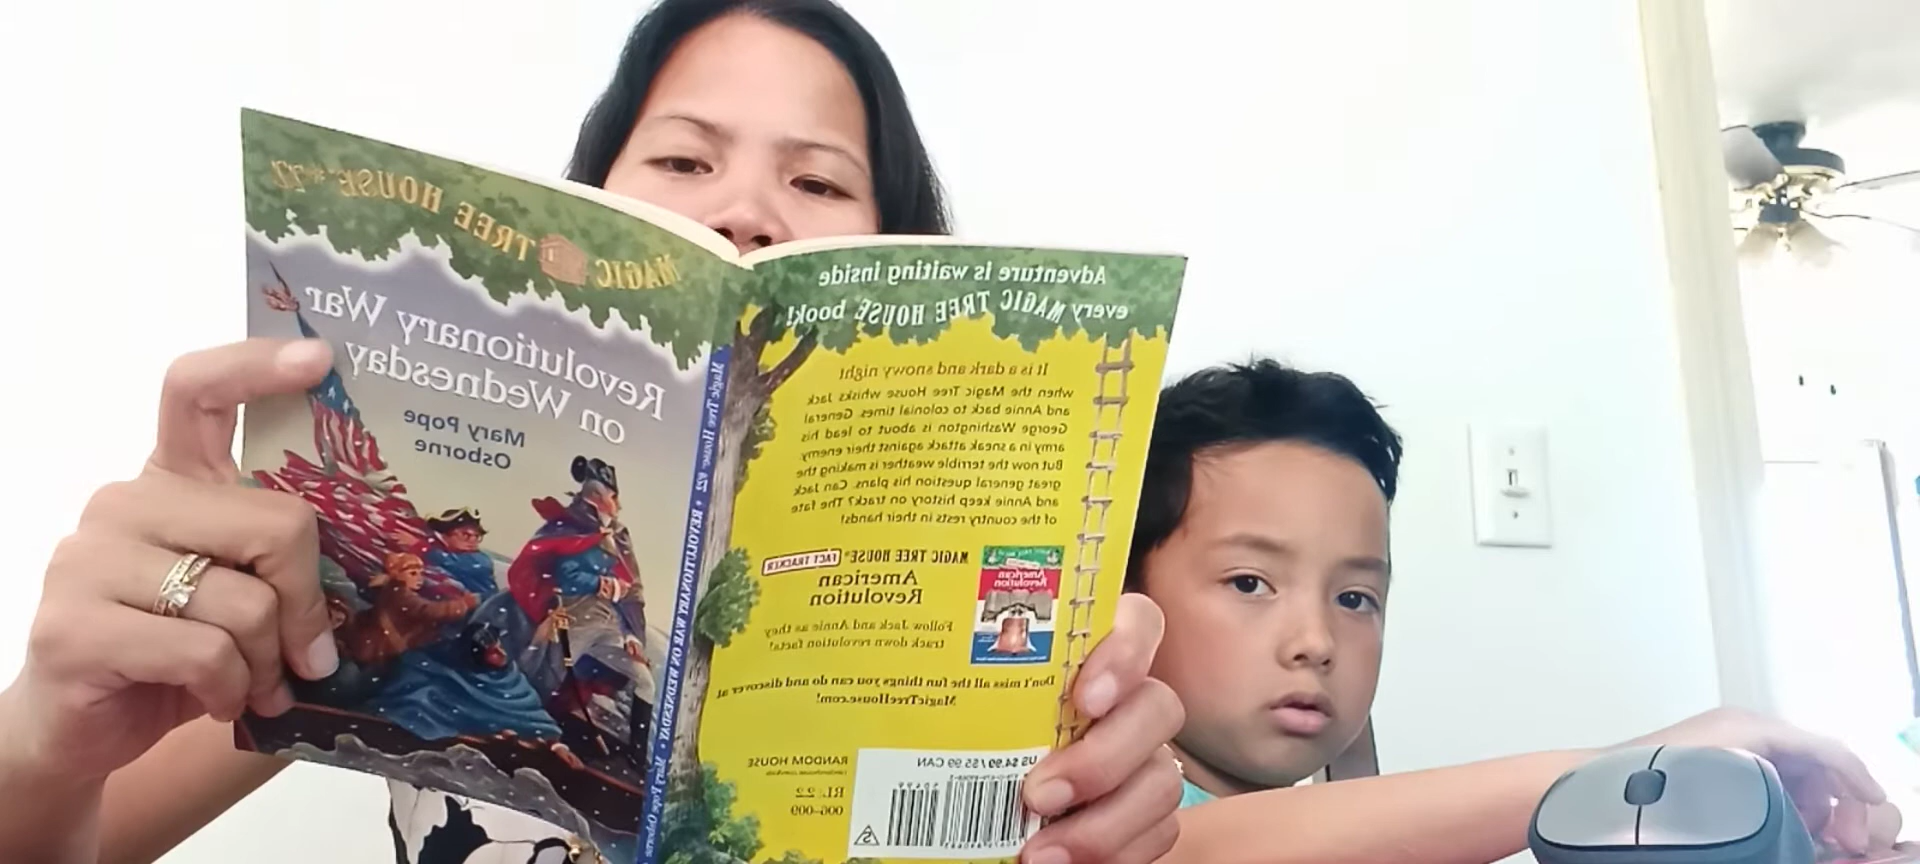 MAGIC TREE HOUSE #22
Revolutionary War
on Wednesday
Mary Pope
Osborne
Magic Tree House #22 • REVOLUTIONARY WAR ON WEDNESDAY • Mary Pope Osborne
Adventure is waiting inside
every MAGIC TREE HOUSE book!
It is a dark and snowy night
when the Magic Tree House whisks Jack
and Annie back to colonial times. General
George Washington is about to lead his
army in a sneak attack against their enemy.
But now the terrible weather is making the
great general question his plans. Can Jack
and Annie keep history on track? The fate
of the country rests in their hands!
MAGIC TREE HOUSE® FACT TRACKER
American
Revolution
Follow Jack and Annie as they
track down revolution facts!
American
Revolution
Don't miss all the fun things you can do and discover at
MagicTreeHouse.com!
RANDOM HOUSE
RL: 2.2
006–009
US $4.99 / $5.99 CAN
S